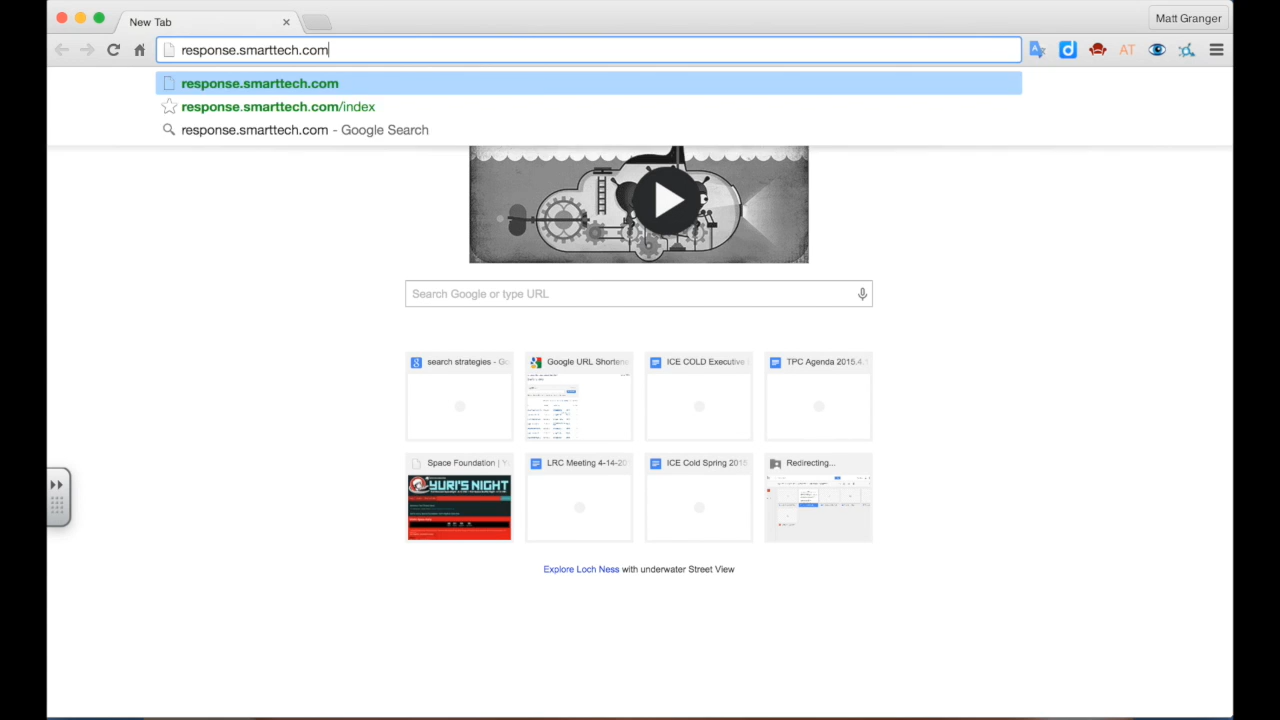 New Tab
Matt Granger
response.smarttech.com
AT
response.smarttech.com
response.smarttech.com/index
response.smarttech.com - Google Search
Search Google or type URL
search strategies - Go
Google URL Shortene
ICE COLD Executive
TPC Agenda 2015.4.
Space Foundation |
LRC Meeting 4-14-20
ICE Cold Spring 2015
Redirecting...
YURI'S NIGHT
Explore Loch Ness with underwater Street View